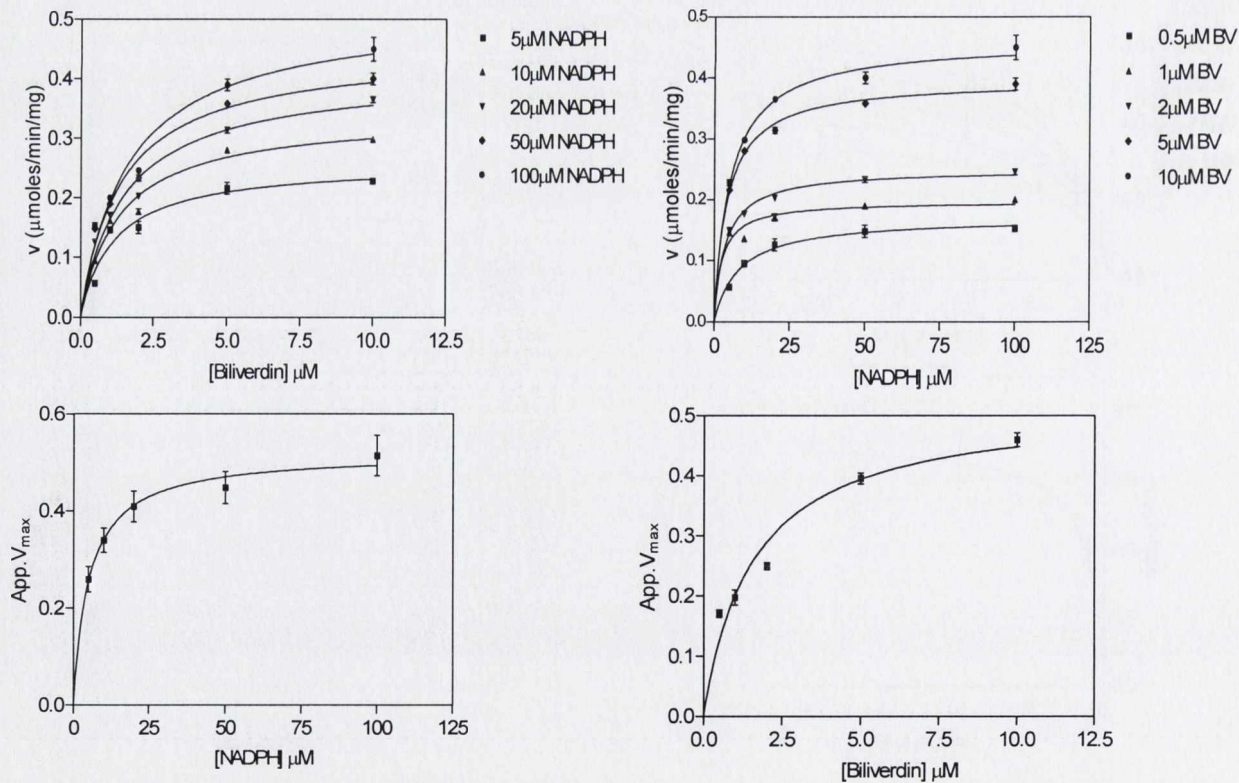 0.5
0.4
0.3
0.2
0.1
0.0
v (μmoles/min/mg)
0.0 2.5 5.0 7.5 10.0 12.5
[Biliverdin] μM
5μM NADPH
10μM NADPH
20μM NADPH
50μM NADPH
100μM NADPH
0.5
0.4
0.3
0.2
0.1
0.0
v (μmoles/min/mg)
0 25 50 75 100 125
[NADPH] μM
0.5μM BV
1μM BV
2μM BV
5μM BV
10μM BV
0.6
0.4
0.2
0.0
App. Vmax
0 25 50 75 100 125
[NADPH] μM
0.5
0.4
0.3
0.2
0.1
0.0
App. Vmax
0.0 2.5 5.0 7.5 10.0 12.5
[Biliverdin] μM